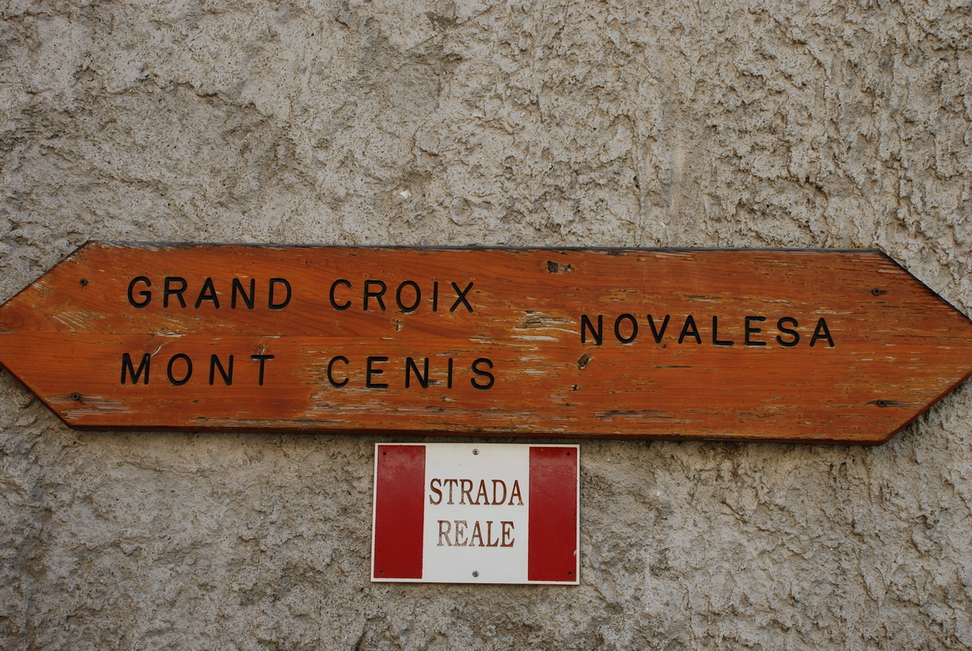 GRAND CROIX
MONT CENIS
NOVALESA
STRADA
REALE